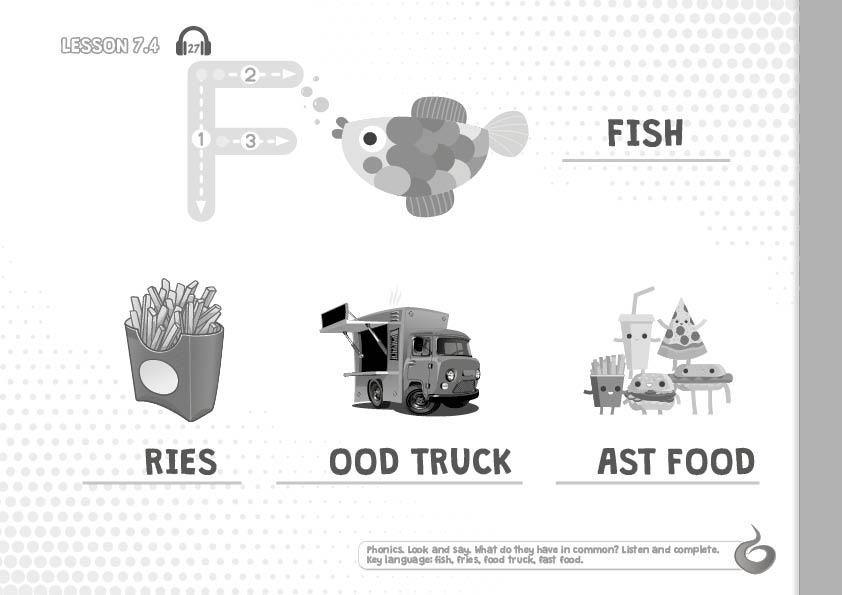 LESSON 7.4
27
2
1
3
FISH
RIES
OOD TRUCK
AST FOOD
Phonics. Look and say. What do they have in common? Listen and complete.
Key language: fish, fries, food truck, fast food.